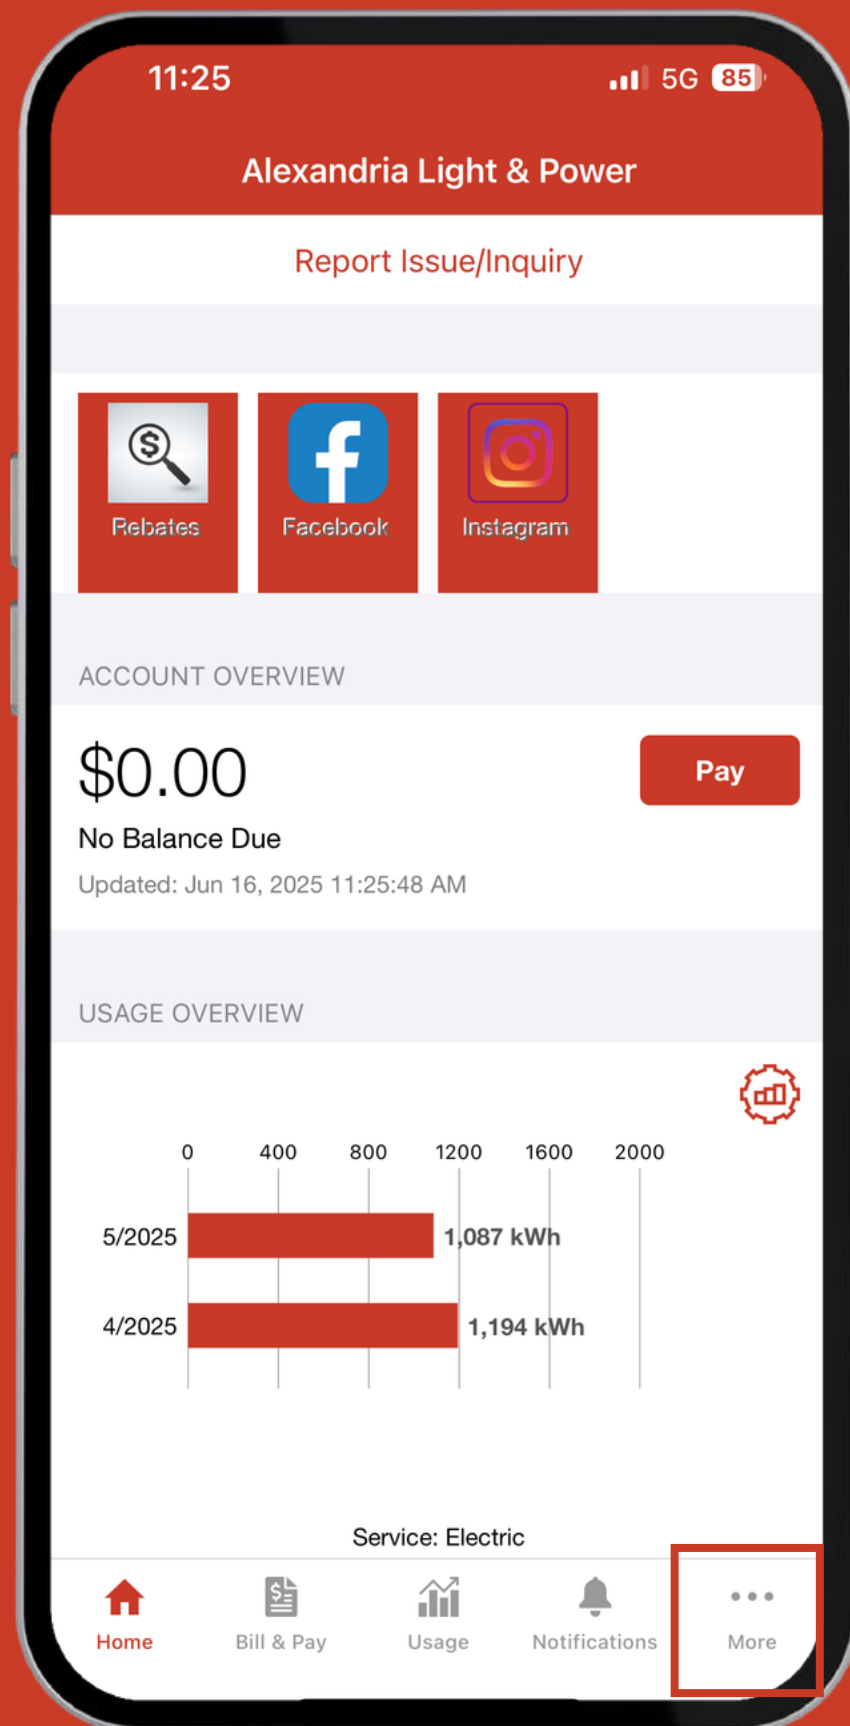 11:25 5G 85
Alexandria Light & Power
Report Issue/Inquiry
$
Rebates Facebook Instagram
ACCOUNT OVERVIEW
$0.00 Pay
No Balance Due
Updated: Jun 16, 2025 11:25:48 AM
USAGE OVERVIEW
0 400 800 1200 1600 2000
5/2025 1,087 kWh
4/2025 1,194 kWh
Service: Electric
Home Bill & Pay Usage Notifications More